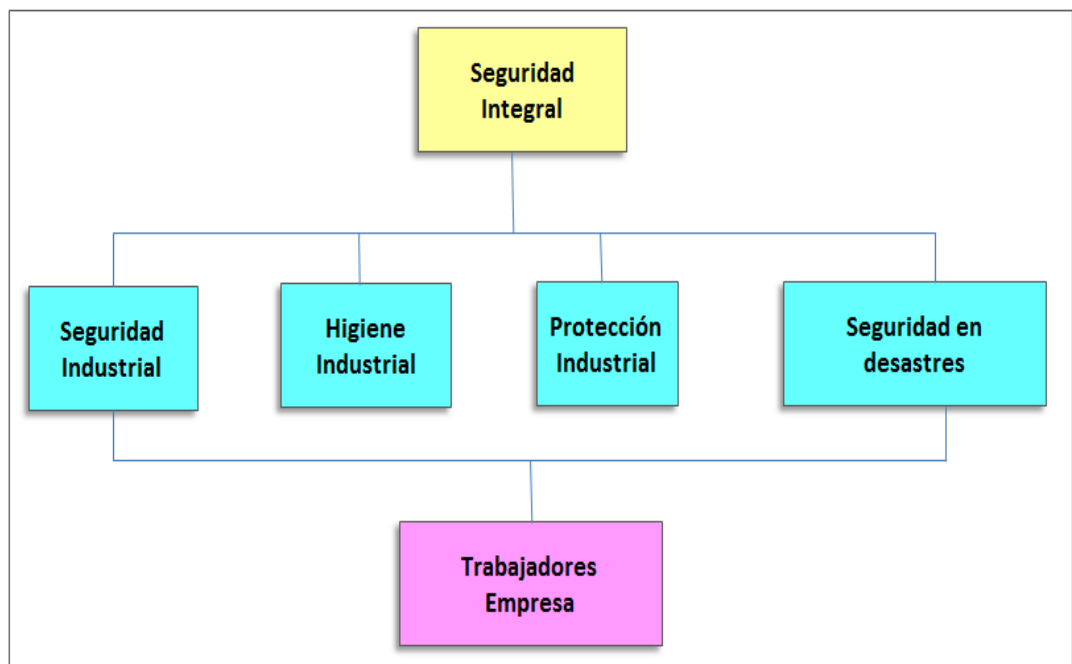 Seguridad
Integral
Seguridad
Industrial
Higiene
Industrial
Protección
Industrial
Seguridad en
desastres
Trabajadores
Empresa